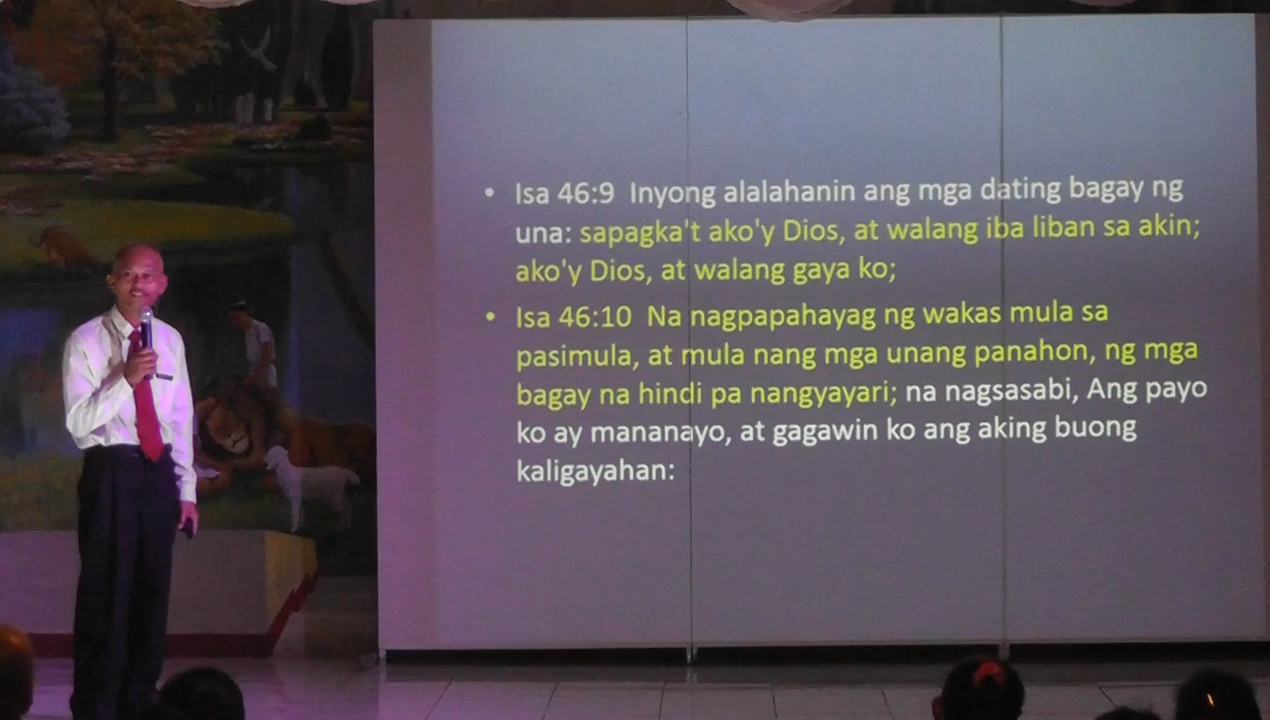 • Isa 46:9 Inyong alalahanin ang mga dating bagay ng
una: sapagka't ako'y Dios, at walang iba liban sa akin;
ako'y Dios, at walang gaya ko;
• Isa 46:10 Na nagpapahayag ng wakas mula sa
pasimula, at mula nang mga unang panahon, ng mga
bagay na hindi pa nangyayari; na nagsasabi, Ang payo
ko ay mananayo, at gagawin ko ang aking buong
kaligayahan: